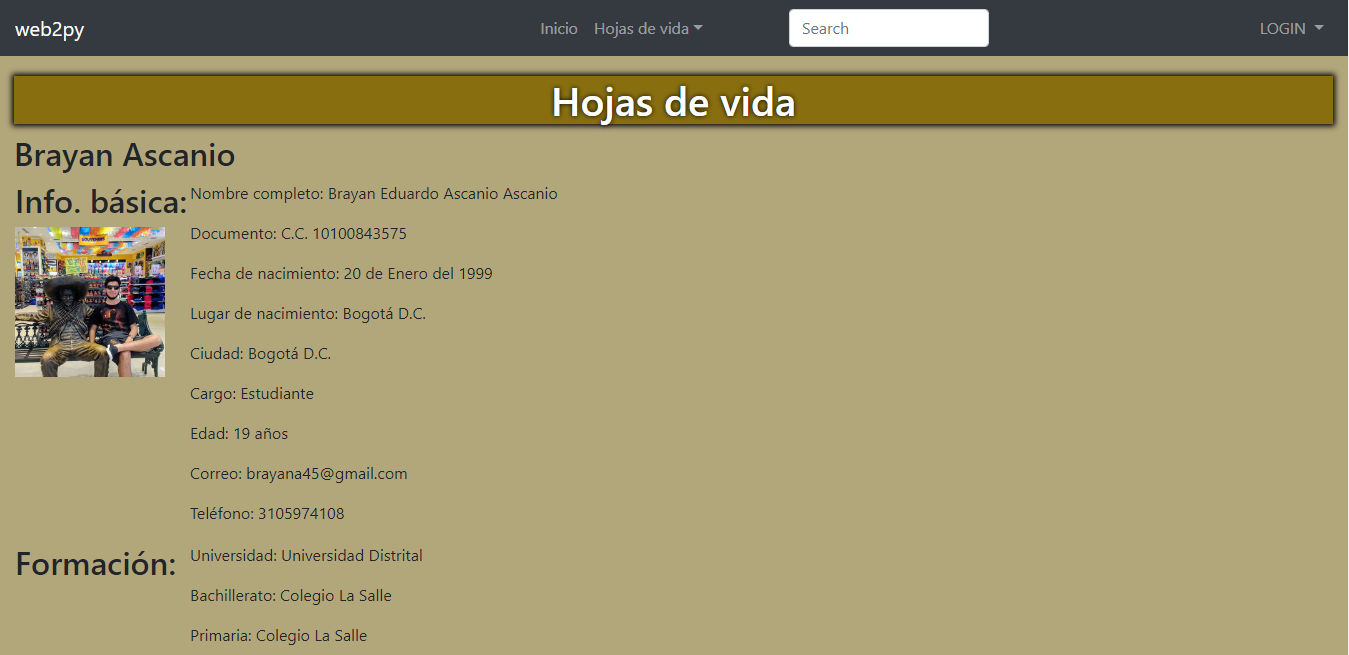 web2py Inicio Hojas de vida Search LOGIN
Hojas de vida
Brayan Ascanio
Info. básica:
Nombre completo: Brayan Eduardo Ascanio Ascanio
Documento: C.C. 10100843575
Fecha de nacimiento: 20 de Enero del 1999
Lugar de nacimiento: Bogotá D.C.
Ciudad: Bogotá D.C.
Cargo: Estudiante
Edad: 19 años
Correo: brayana45@gmail.com
Teléfono: 3105974108
Formación:
Universidad: Universidad Distrital
Bachillerato: Colegio La Salle
Primaria: Colegio La Salle